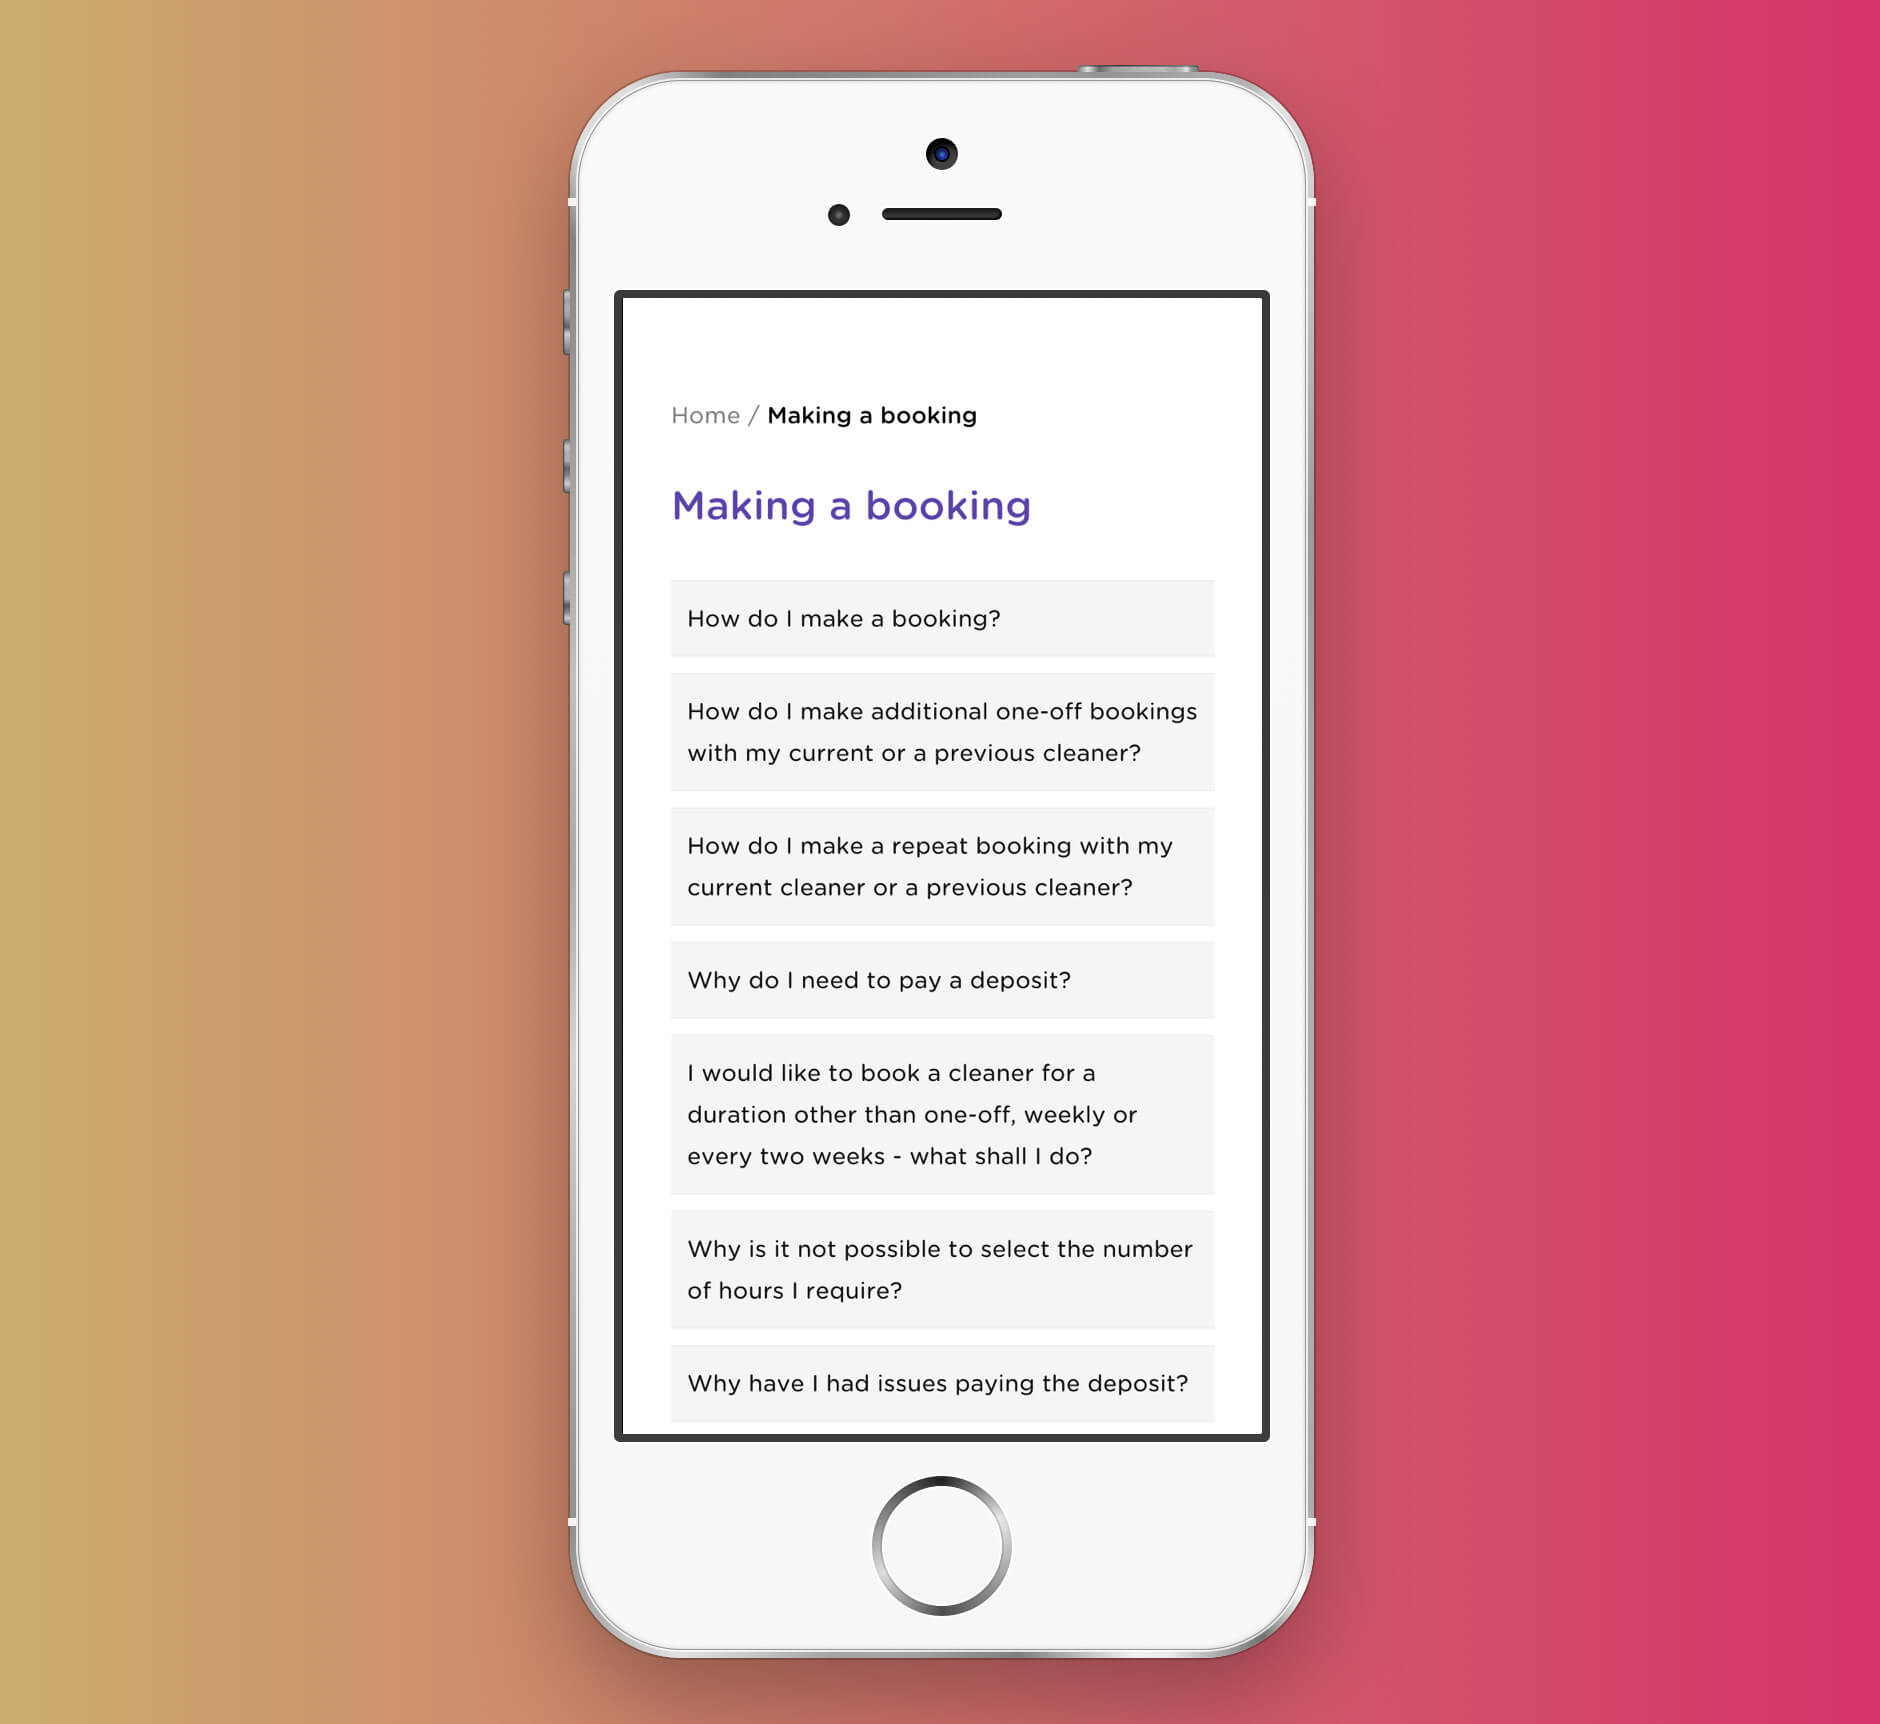 Home / Making a booking
Making a booking
How do I make a booking?
How do I make additional one-off bookings
with my current or a previous cleaner?
How do I make a repeat booking with my
current cleaner or a previous cleaner?
Why do I need to pay a deposit?
I would like to book a cleaner for a
duration other than one-off, weekly or
every two weeks - what shall I do?
Why is it not possible to select the number
of hours I require?
Why have I had issues paying the deposit?